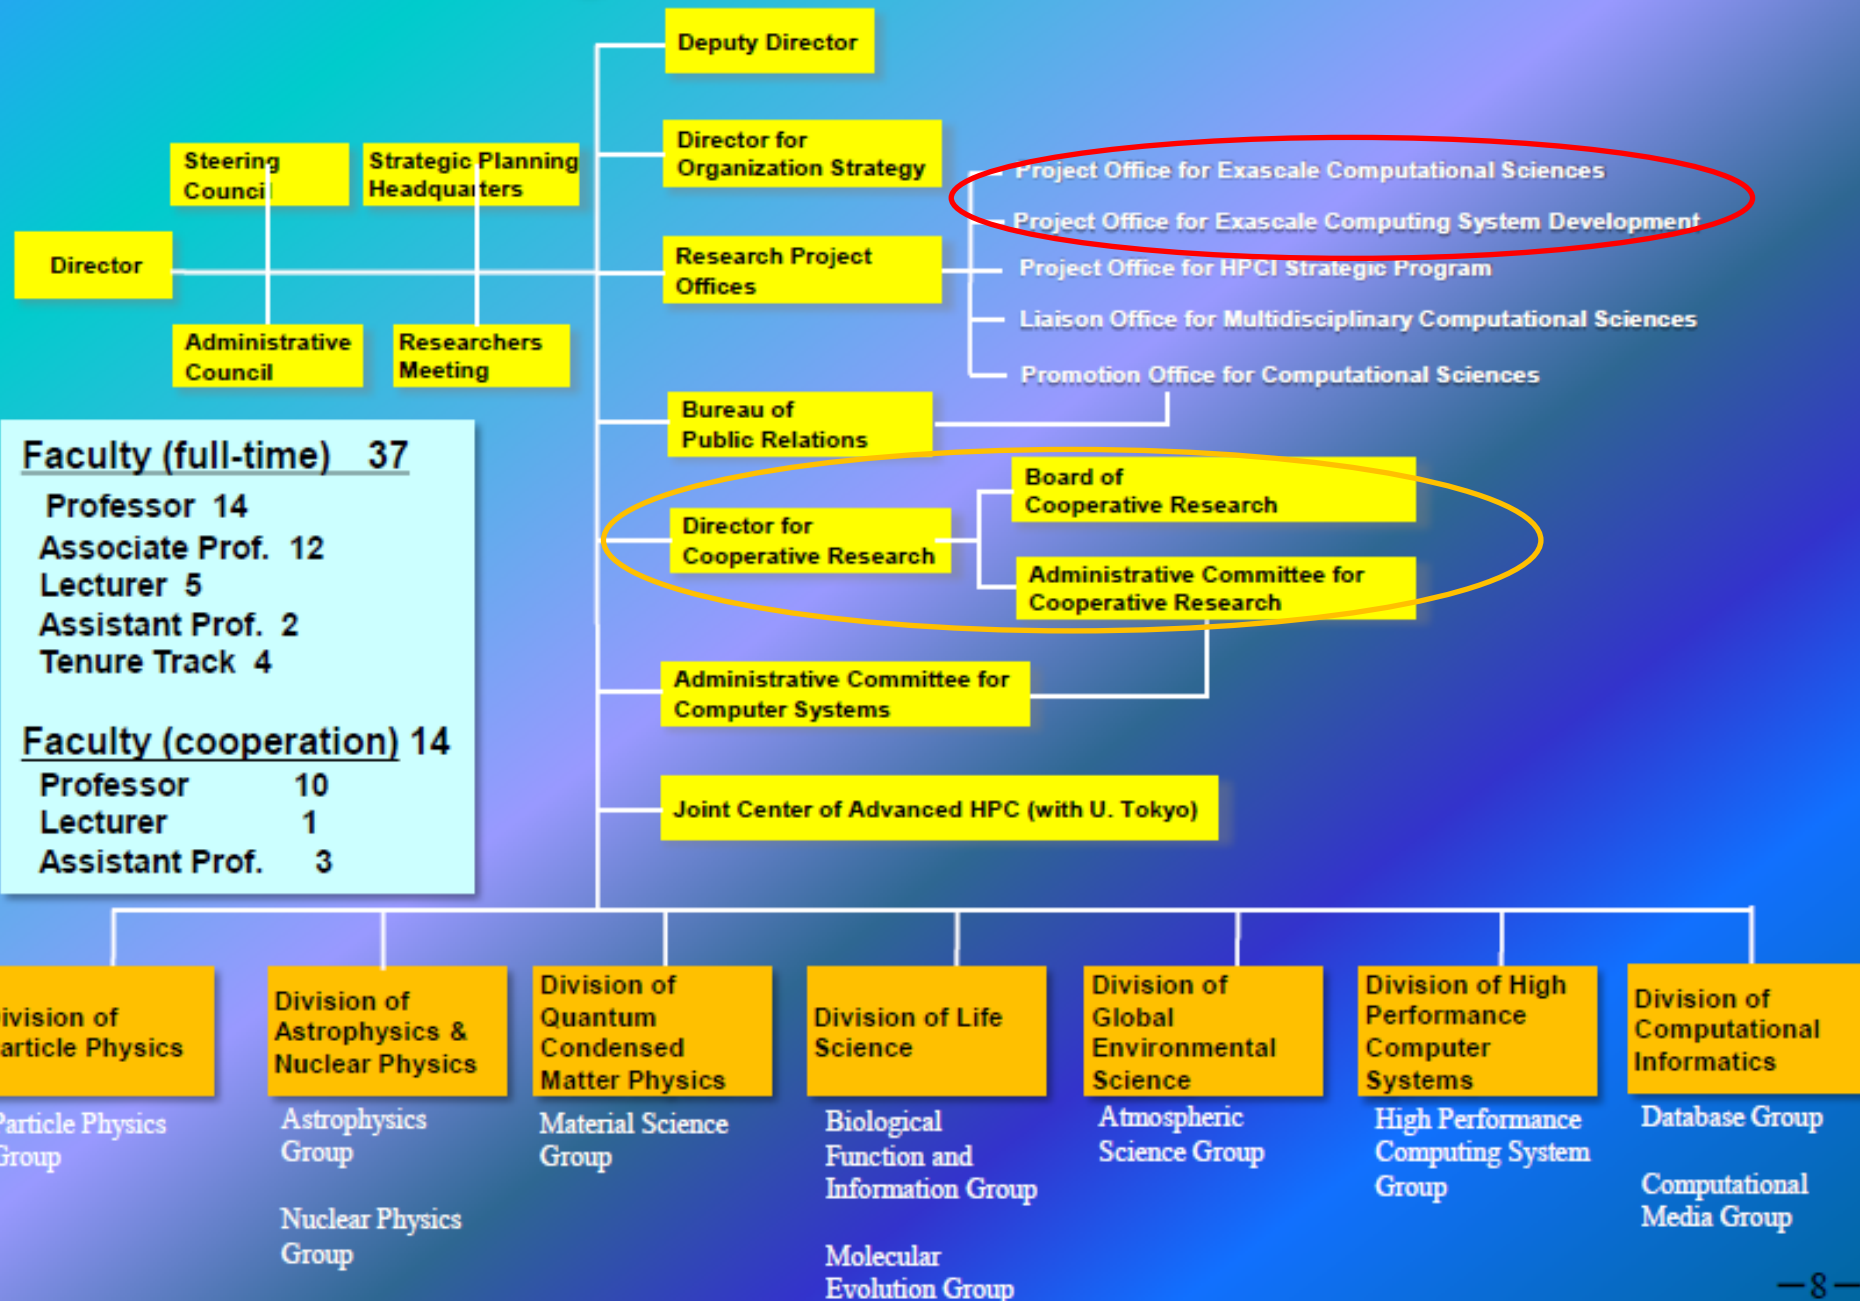 Deputy Director
Director for
Organization Strategy
Steering
Council
Strategic Planning
Headquarters
Project Office for Exascale Computational Sciences
Project Office for Exascale Computing System Development
Director
Research Project
Offices
Project Office for HPCI Strategic Program
Liaison Office for Multidisciplinary Computational Sciences
Administrative
Council
Researchers
Meeting
Promotion Office for Computational Sciences
Bureau of
Public Relations
Faculty (full-time) 37
Professor 14
Associate Prof. 12
Lecturer 5
Assistant Prof. 2
Tenure Track 4
Faculty (cooperation) 14
Professor 10
Lecturer 1
Assistant Prof. 3
Board of
Cooperative Research
Director for
Cooperative Research
Administrative Committee for
Cooperative Research
Administrative Committee for
Computer Systems
Joint Center of Advanced HPC (with U. Tokyo)
ivision of
article Physics
Division of
Astrophysics &
Nuclear Physics
Division of
Quantum
Condensed
Matter Physics
Division of Life
Science
Division of
Global
Environmental
Science
Division of High
Performance
Computer
Systems
Division of
Computational
Informatics
Particle Physics
Group
Astrophysics
Group
Nuclear Physics
Group
Material Science
Group
Biological
Function and
Information Group
Molecular
Evolution Group
Atmospheric
Science Group
High Performance
Computing System
Group
Database Group
Computational
Media Group
—8—